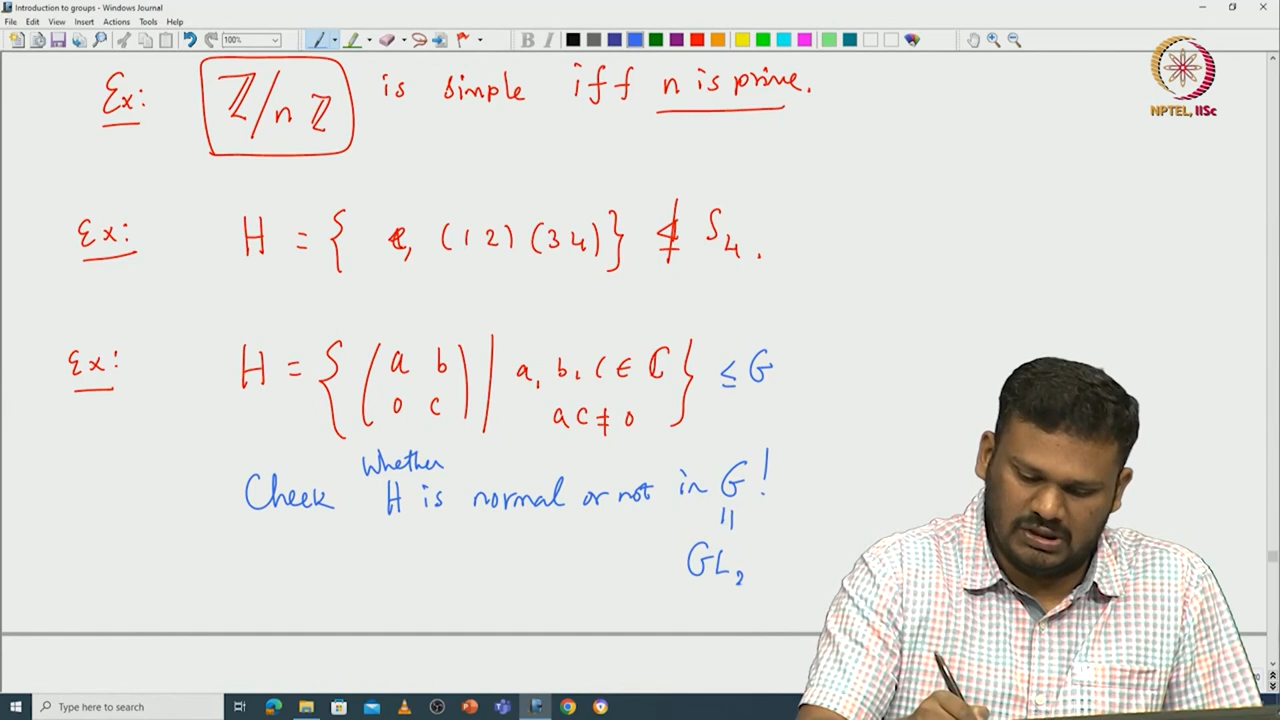 Introduction to groups - Windows Journal
File Edit View Insert Actions Tools Help
100%
B I
NPTEL, IISc
Ex: ℤ/nℤ is simple iff n is prime.
Ex: H = { e, (1 2) (3 4) } ⋬ S₄.
Ex: H = { ( a b | a, b, c ∈ ℂ } ≤ G
0 c ) | ac ≠ 0
Check whether H is normal or not in G!
=
GL₂
Type here to search